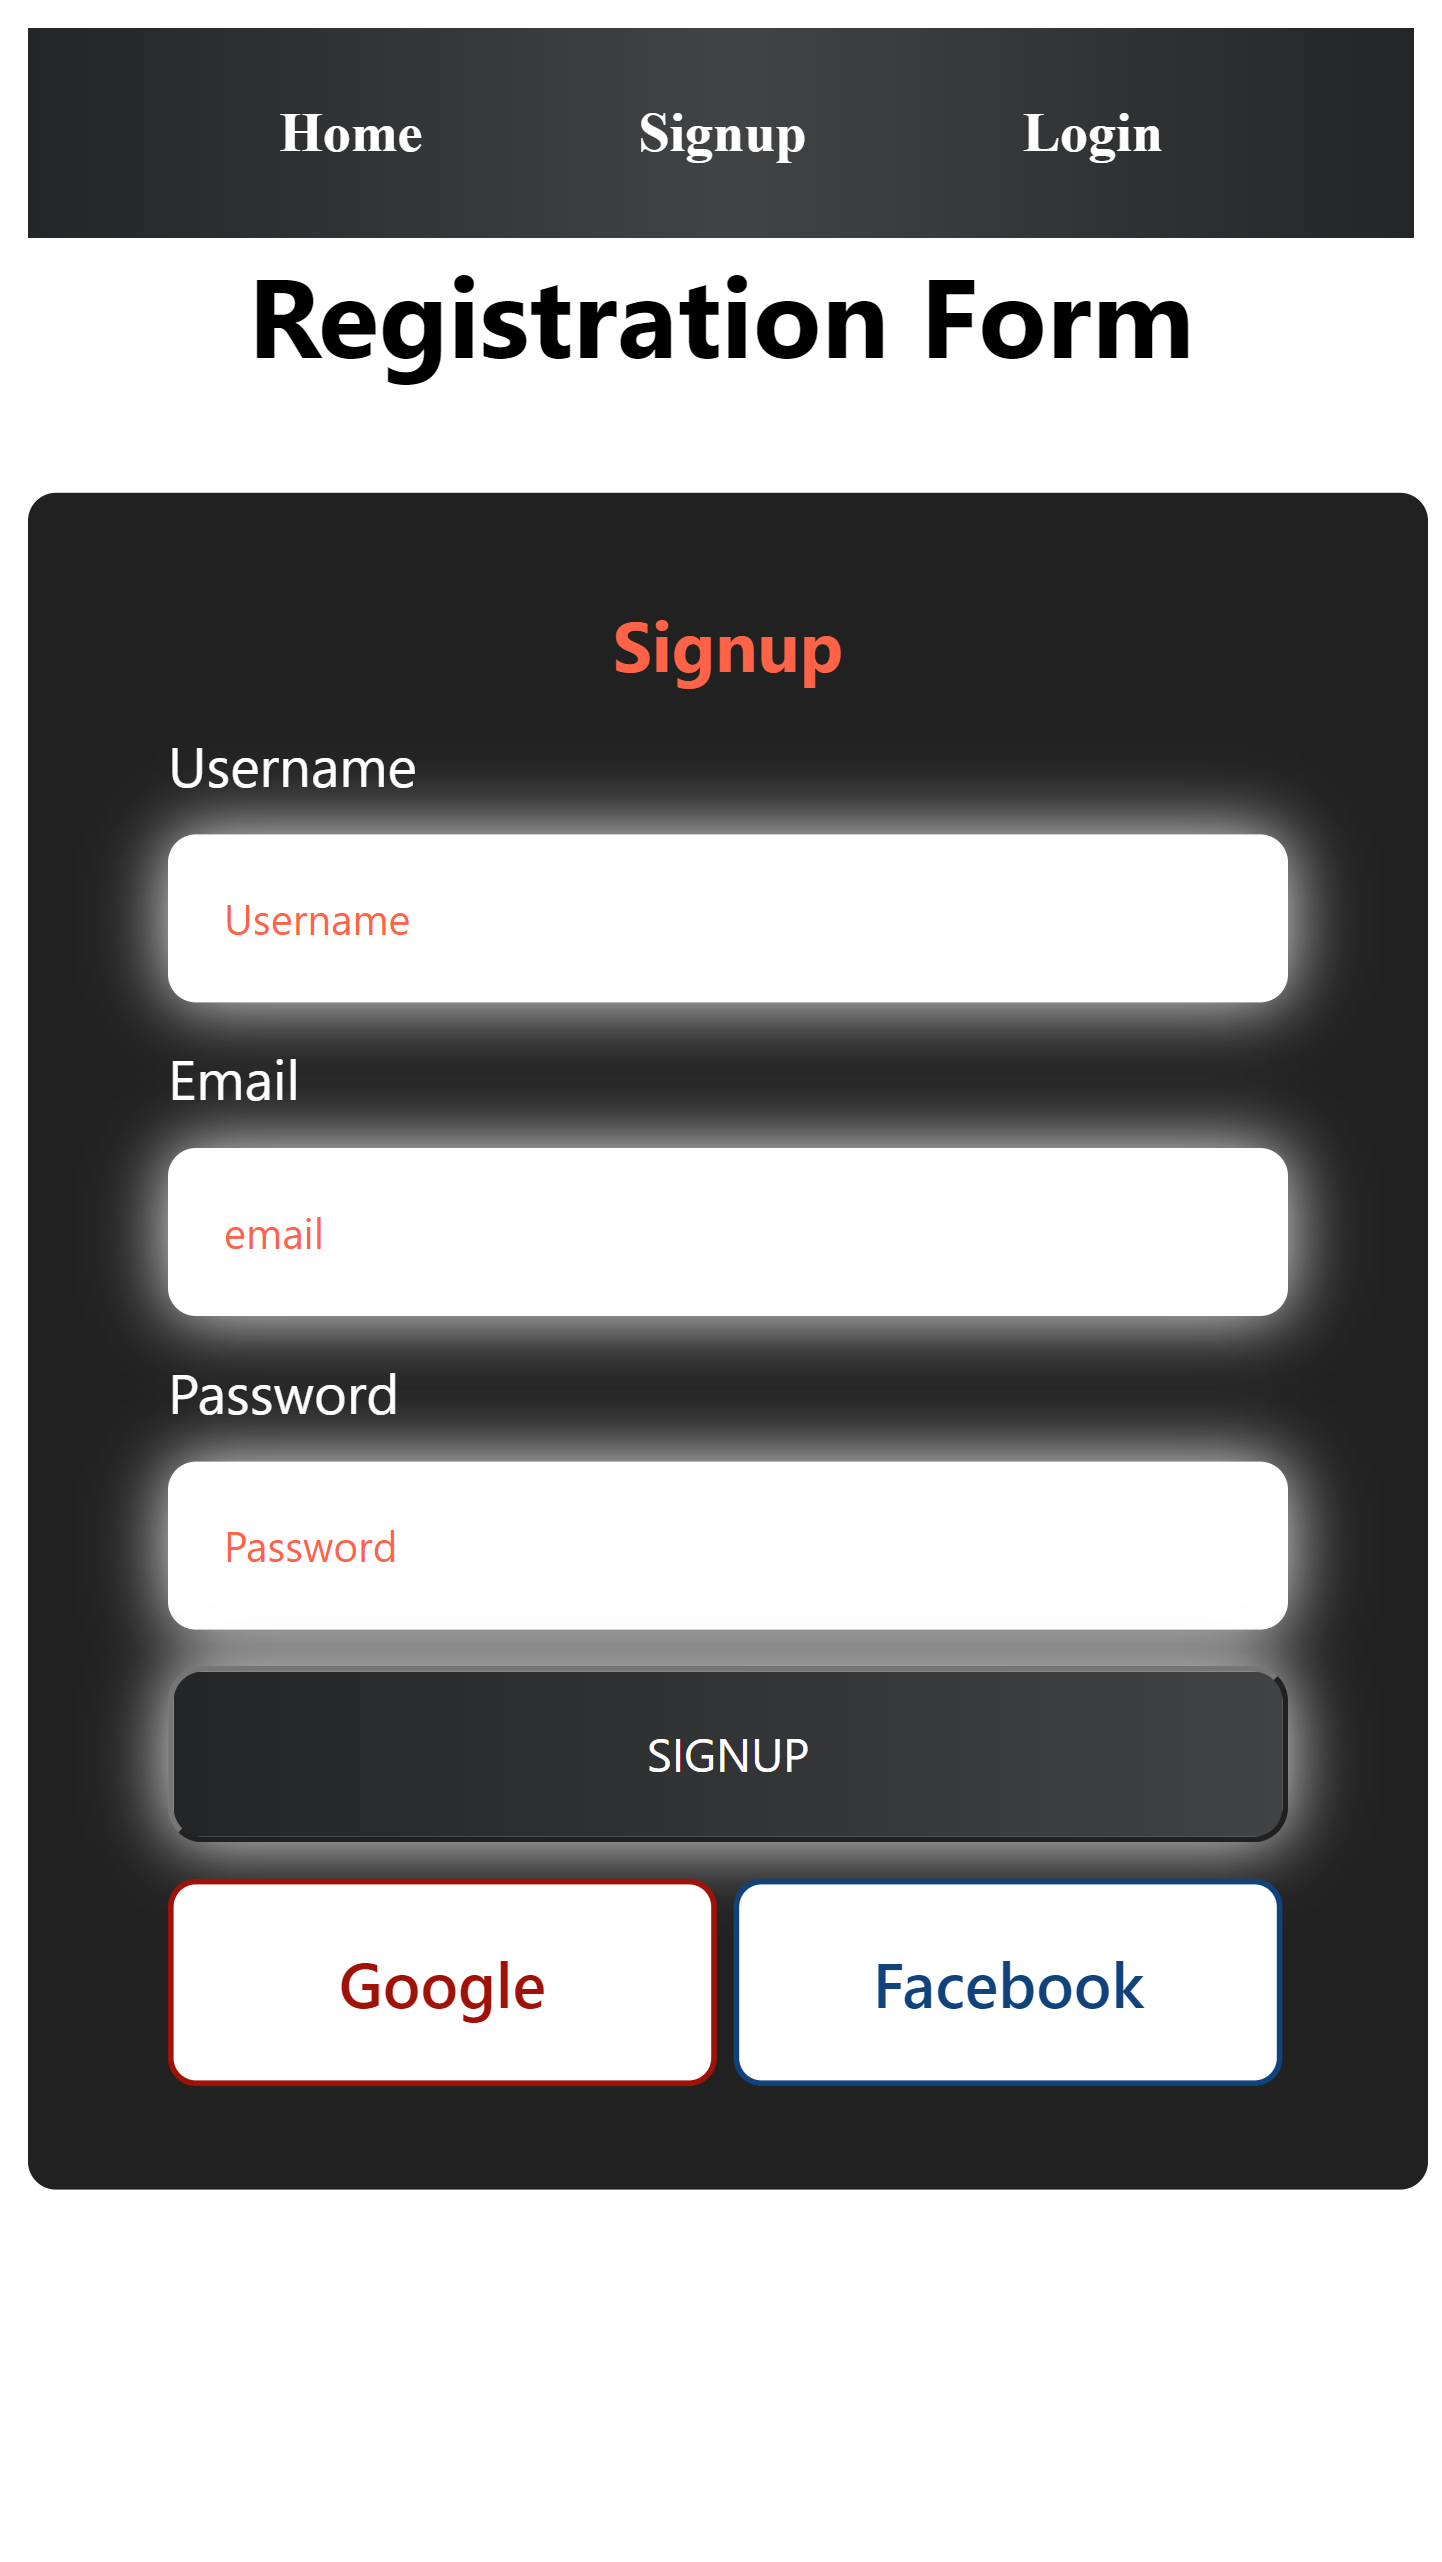 Home Signup Login
Registration Form
Signup
Username
Username
Email
email
Password
Password
SIGNUP
Google Facebook